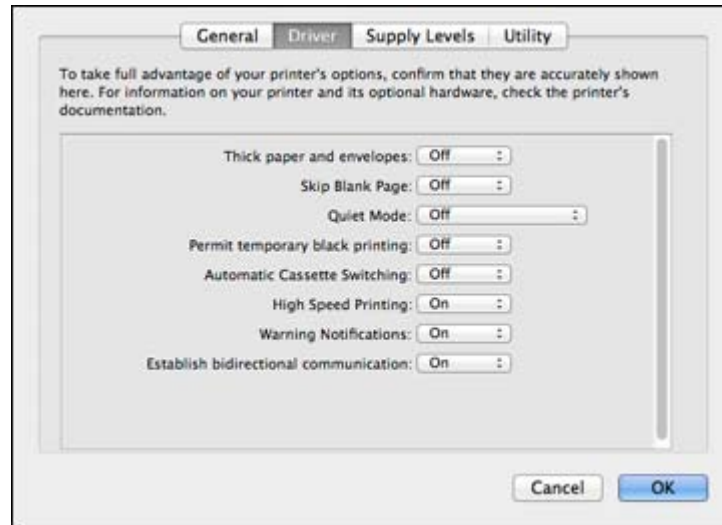 General Driver Supply Levels Utility
To take full advantage of your printer's options, confirm that they are accurately shown
here. For information on your printer and its optional hardware, check the printer's
documentation.
Thick paper and envelopes: Off
Skip Blank Page: Off
Quiet Mode: Off
Permit temporary black printing: Off
Automatic Cassette Switching: Off
High Speed Printing: On
Warning Notifications: On
Establish bidirectional communication: On
Cancel OK